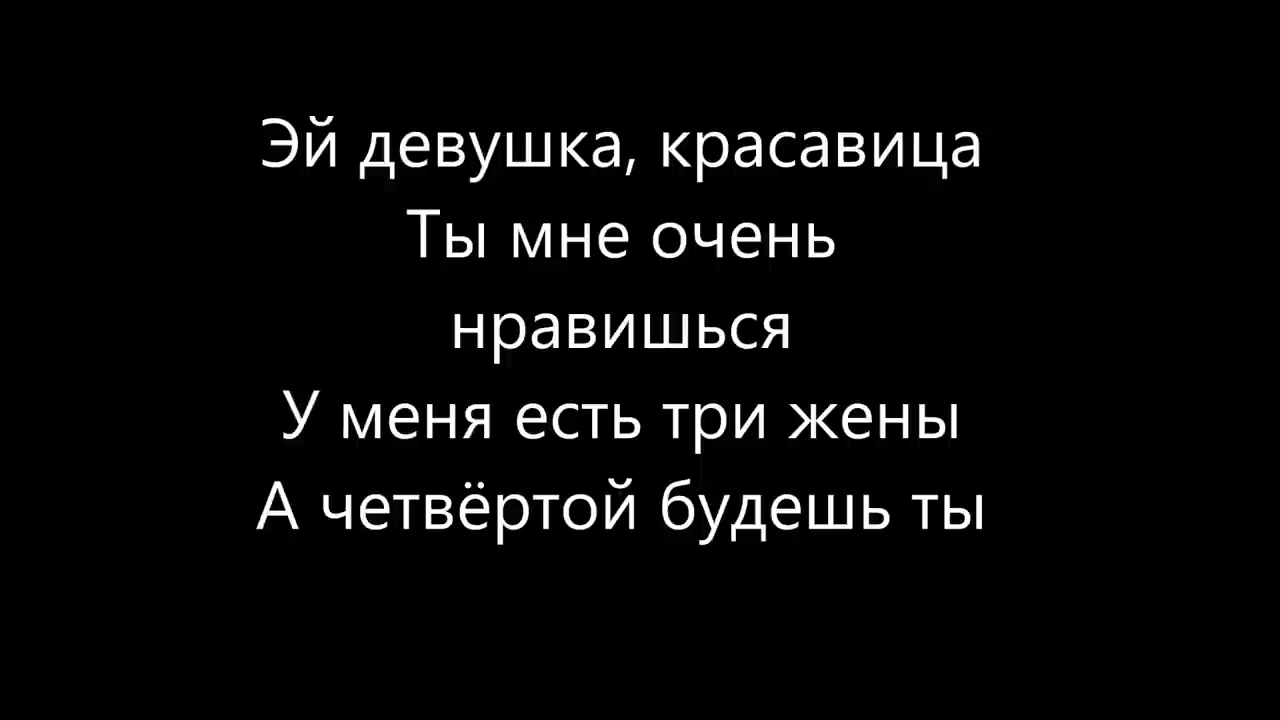 Эй девушка, красавица
Ты мне очень
нравишься
У меня есть три жены
А четвёртой будешь ты